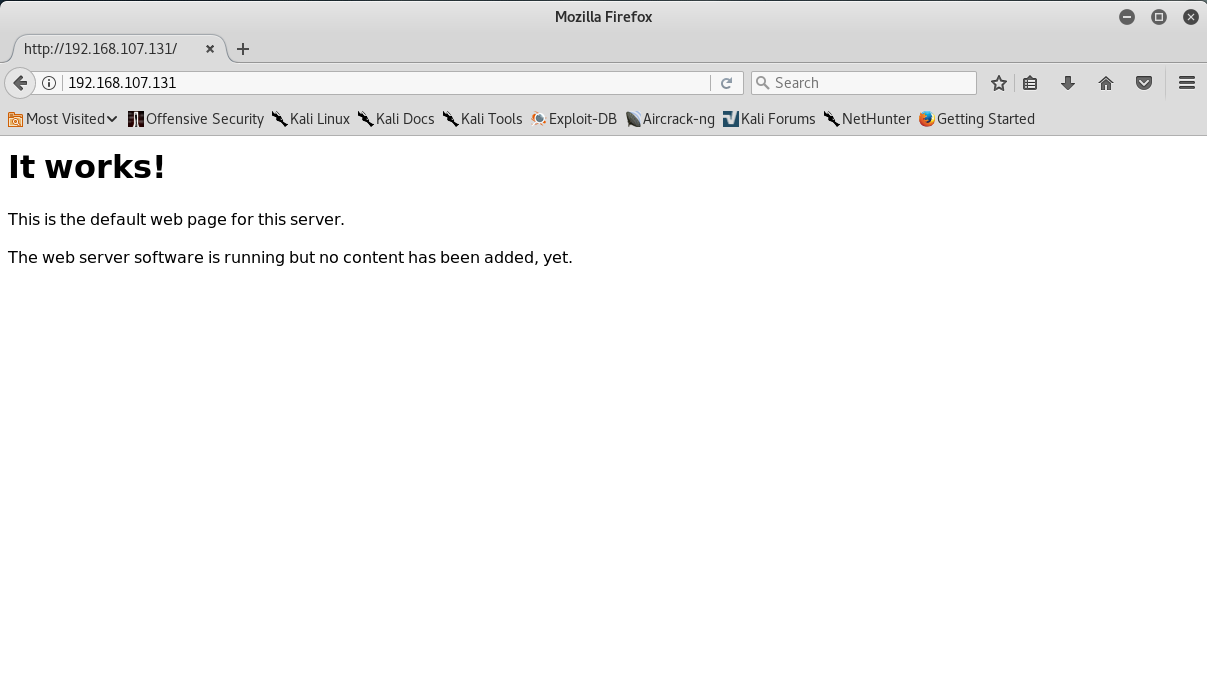 Mozilla Firefox
http://192.168.107.131/
192.168.107.131 Search
Most Visited Offensive Security Kali Linux Kali Docs Kali Tools Exploit-DB Aircrack-ng Kali Forums NetHunter Getting Started
It works!
This is the default web page for this server.
The web server software is running but no content has been added, yet.